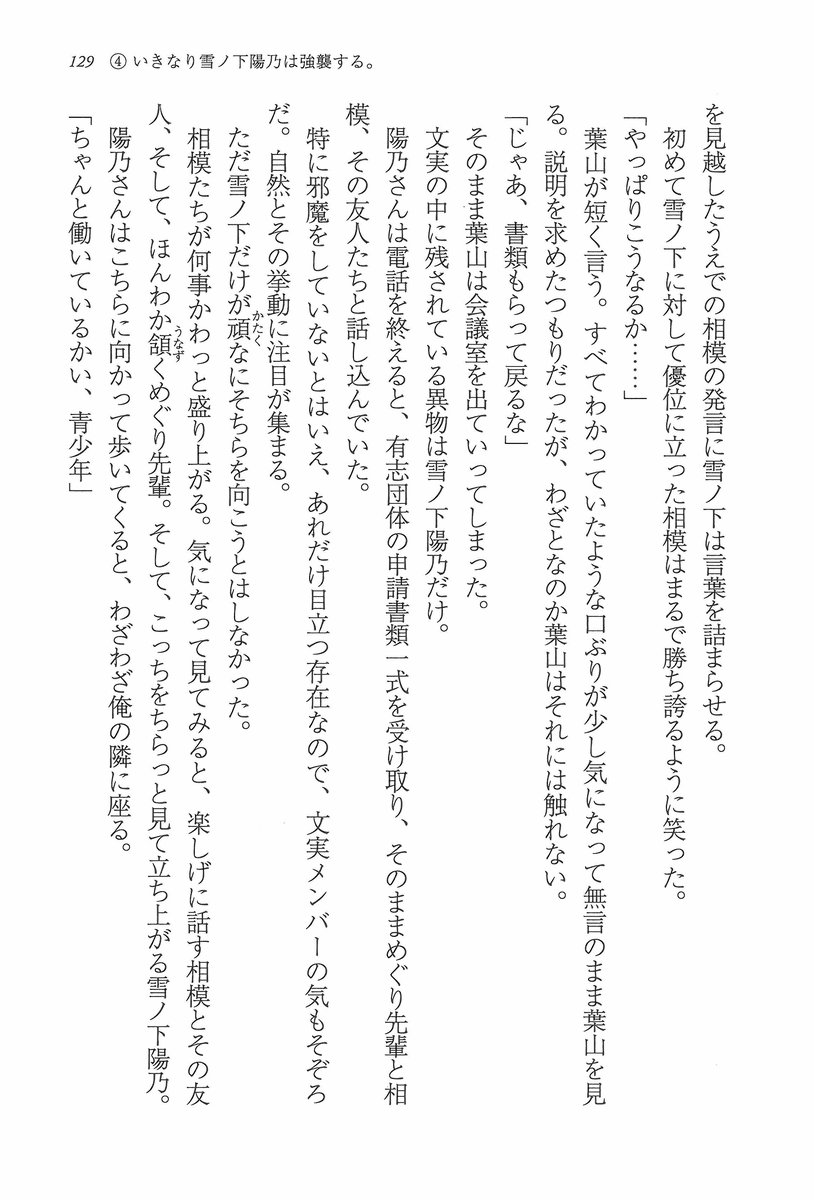 129 ④ いきなり雪ノ下陽乃は強襲する。
を見越したうえでの相模の発言に雪ノ下は言葉を詰まらせる。
初めて雪ノ下に対して優位に立った相模はまるで勝ち誇るように笑った。
「やっぱりこうなるか……」
葉山が短く言う。すべてわかっていたような口ぶりが少し気になって無言のまま葉山を見
る。説明を求めたつもりだったが、わざとなのか葉山はそれには触れない。
「じゃあ、書類もらって戻るな」
そのまま葉山は会議室を出ていってしまった。
文実の中に残されている異物は雪ノ下陽乃だけ。
陽乃さんは電話を終えると、有志団体の申請書類一式を受け取り、そのままめぐり先輩と相
模、その友人たちと話し込んでいた。
特に邪魔をしていないとはいえ、あれだけ目立つ存在なので、文実メンバーの気もそぞろ
だ。自然とその挙動に注目が集まる。
ただ雪ノ下だけが頑なにそちらを向こうとはしなかった。
かたく
相模たちが何事かわっと盛り上がる。気になって見てみると、楽しげに話す相模とその友
人、そして、ほんわか頷くめぐり先輩。そして、こっちをちらっと見て立ち上がる雪ノ下陽乃。
うなず
陽乃さんはこちらに向かって歩いてくると、わざわざ俺の隣に座る。
「ちゃんと働いているかい、青少年」